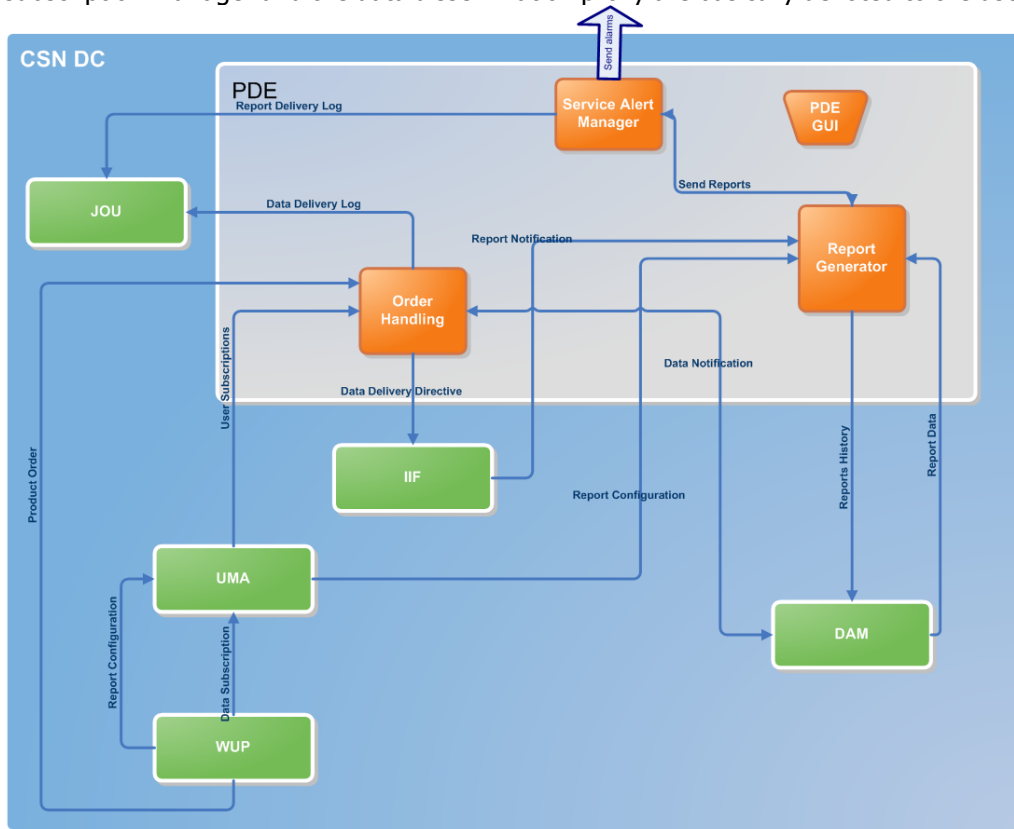 CSN DC
Send alarms
PDE
Report Delivery Log
Service Alert
Manager
PDE
GUI
Send Reports
JOU
Data Delivery Log
Report Notification
Report
Generator
Order
Handling
User Subscriptions
Data Notification
Data Delivery Directive
Product Order
IIF
Report Configuration
Reports History
Report Data
UMA
Report Configuration
Data Subscription
DAM
WUP